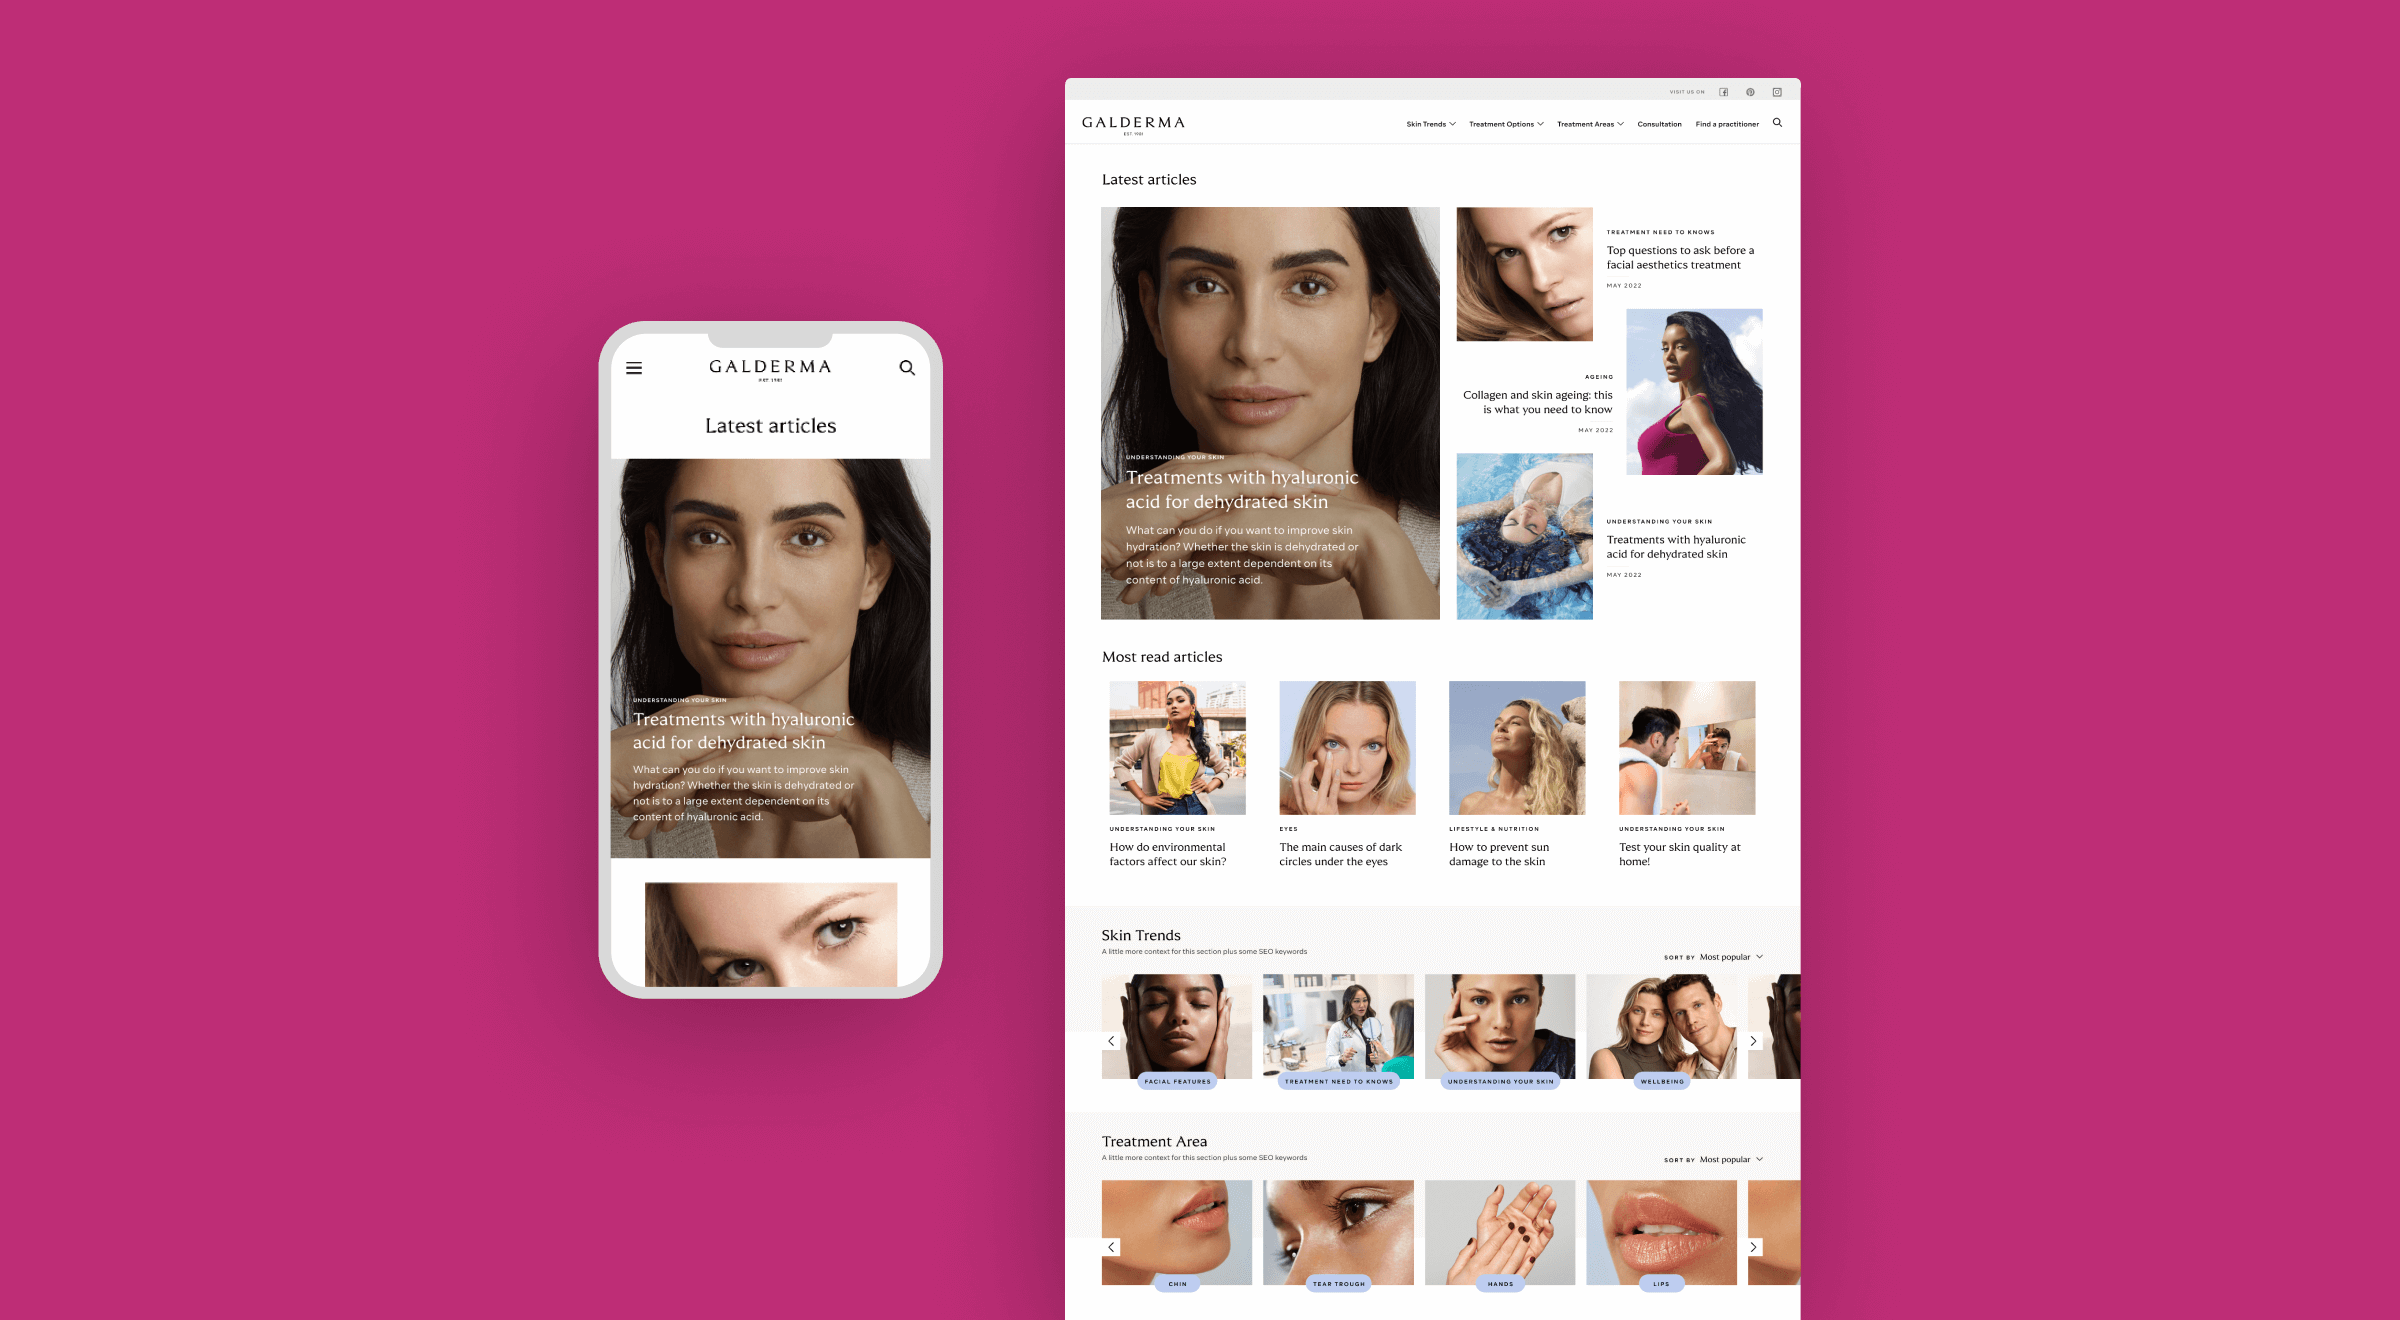 GALDERMA
EST. 1981
Latest articles
UNDERSTANDING YOUR SKIN
Treatments with hyaluronic
acid for dehydrated skin
What can you do if you want to improve skin
hydration? Whether the skin is dehydrated or
not is to a large extent dependent on its
content of hyaluronic acid.
VISIT US ON
GALDERMA
EST. 1981
Skin Trends
Treatment Options
Treatment Areas
Consultation
Find a practitioner
Latest articles
UNDERSTANDING YOUR SKIN
Treatments with hyaluronic
acid for dehydrated skin
What can you do if you want to improve skin
hydration? Whether the skin is dehydrated or
not is to a large extent dependent on its
content of hyaluronic acid.
TREATMENT NEED TO KNOWS
Top questions to ask before a
facial aesthetics treatment
MAY 2022
AGEING
Collagen and skin ageing: this
is what you need to know
MAY 2022
UNDERSTANDING YOUR SKIN
Treatments with hyaluronic
acid for dehydrated skin
MAY 2022
Most read articles
UNDERSTANDING YOUR SKIN
How do environmental
factors affect our skin?
EYES
The main causes of dark
circles under the eyes
LIFESTYLE & NUTRITION
How to prevent sun
damage to the skin
UNDERSTANDING YOUR SKIN
Test your skin quality at
home!
Skin Trends
A little more context for this section plus some SEO keywords
SORT BY Most popular
FACIAL FEATURES
TREATMENT NEED TO KNOWS
UNDERSTANDING YOUR SKIN
WELLBEING
Treatment Area
A little more context for this section plus some SEO keywords
SORT BY Most popular
CHIN
TEAR TROUGH
HANDS
LIPS